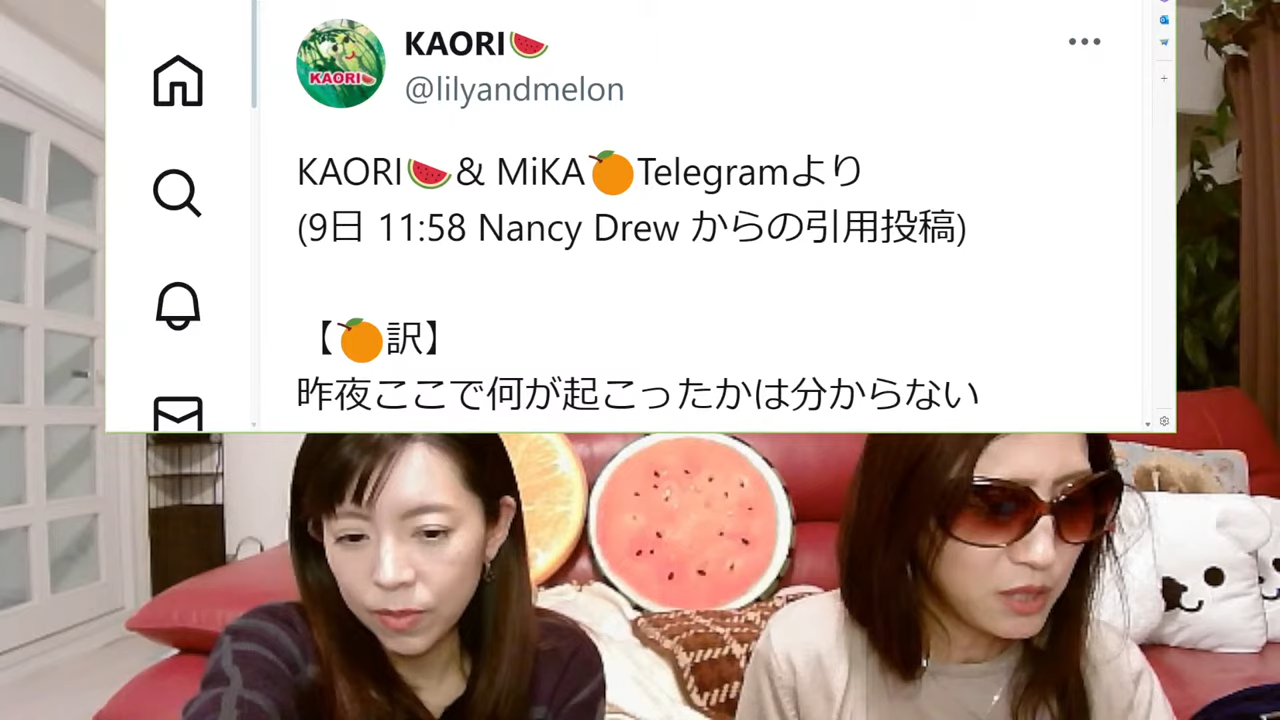 KAORI🍉
@lilyandmelon
KAORI🍉
KAORI🍉& MiKA🍊Telegramより
(9日 11:58 Nancy Drew からの引用投稿)
【🍊訳】
昨夜ここで何が起こったかは分からない